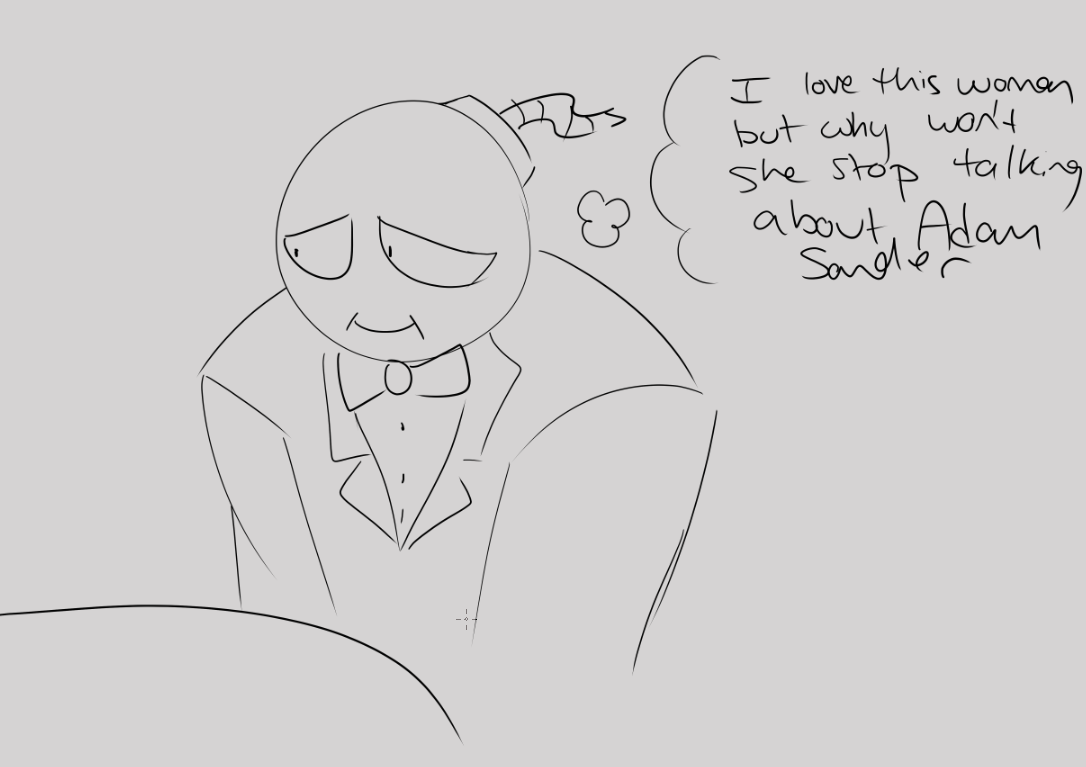 I love this woman
but why won't
she stop talking
about Adam
Sandler